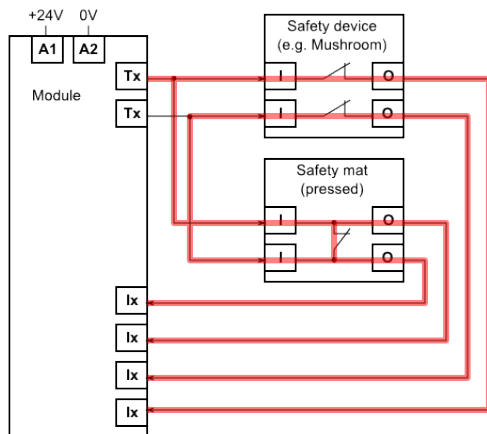 +24V 0V
A1 A2
Module
Tx
Tx
Ix
Ix
Ix
Ix
Safety device
(e.g. Mushroom)
I O
I O
Safety mat
(pressed)
I O
I O